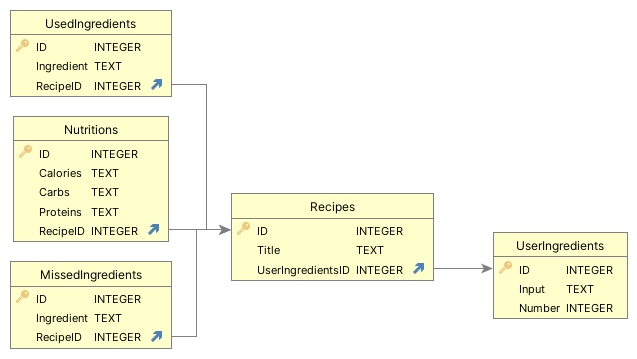 UsedIngredients
ID INTEGER
Ingredient TEXT
RecipeID INTEGER
Nutritions
ID INTEGER
Calories TEXT
Carbs TEXT
Proteins TEXT
RecipeID INTEGER
MissedIngredients
ID INTEGER
Ingredient TEXT
RecipeID INTEGER
Recipes
ID INTEGER
Title TEXT
UserIngredientsID INTEGER
UserIngredients
ID INTEGER
Input TEXT
Number INTEGER